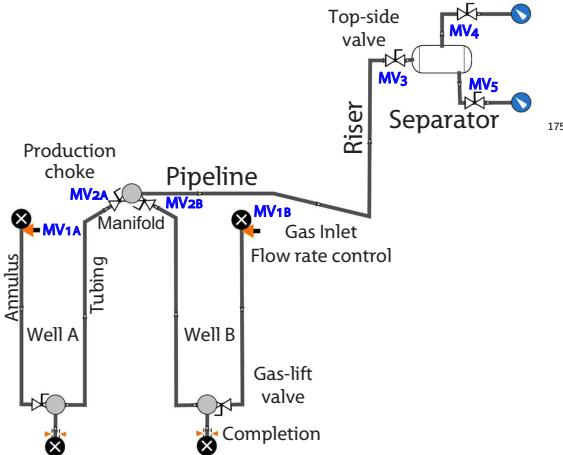 Top-side
valve
MV4
MV3
MV5
Separator
175
Riser
Production
choke
Pipeline
MV2A
MV2B
Manifold
MV1B
MV1A
Gas Inlet
Flow rate control
Annulus
Tubing
Well A
Well B
Gas-lift
valve
Completion